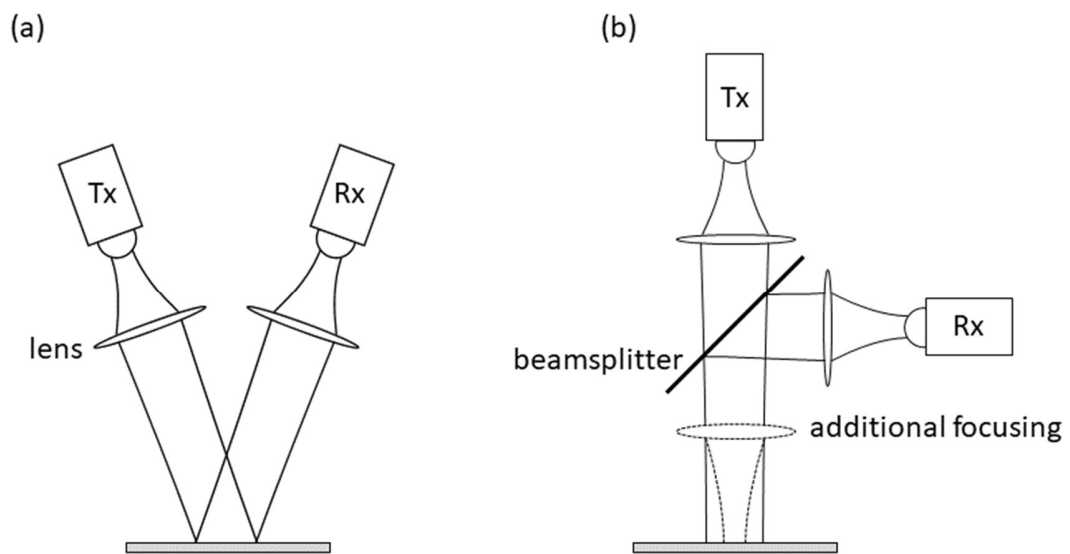 (a)
Tx
Rx
lens
(b)
Tx
Rx
beamsplitter
additional focusing